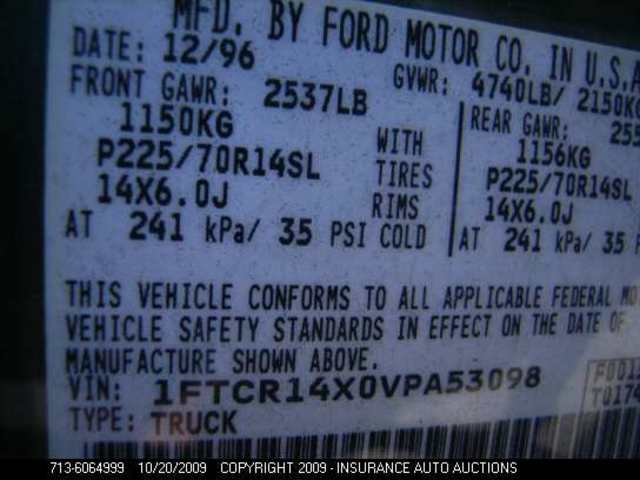 MFD. BY FORD MOTOR CO. IN U.S.A
DATE: 12/96 GVWR: 4740LB/ 2150K
FRONT GAWR: 2537LB REAR GAWR:
1150KG WITH 1156KG
P225/70R14SL TIRES P225/70R14SL
14X6.0J RIMS 14X6.0J
AT 241 kPa/ 35 PSI COLD AT 241 kPa/ 35
THIS VEHICLE CONFORMS TO ALL APPLICABLE FEDERAL MO
VEHICLE SAFETY STANDARDS IN EFFECT ON THE DATE OF
MANUFACTURE SHOWN ABOVE.
VIN: 1FTCR14X0VPA53098
TYPE: TRUCK
713-6064999 10/20/2009 COPYRIGHT 2009 - INSURANCE AUTO AUCTIONS